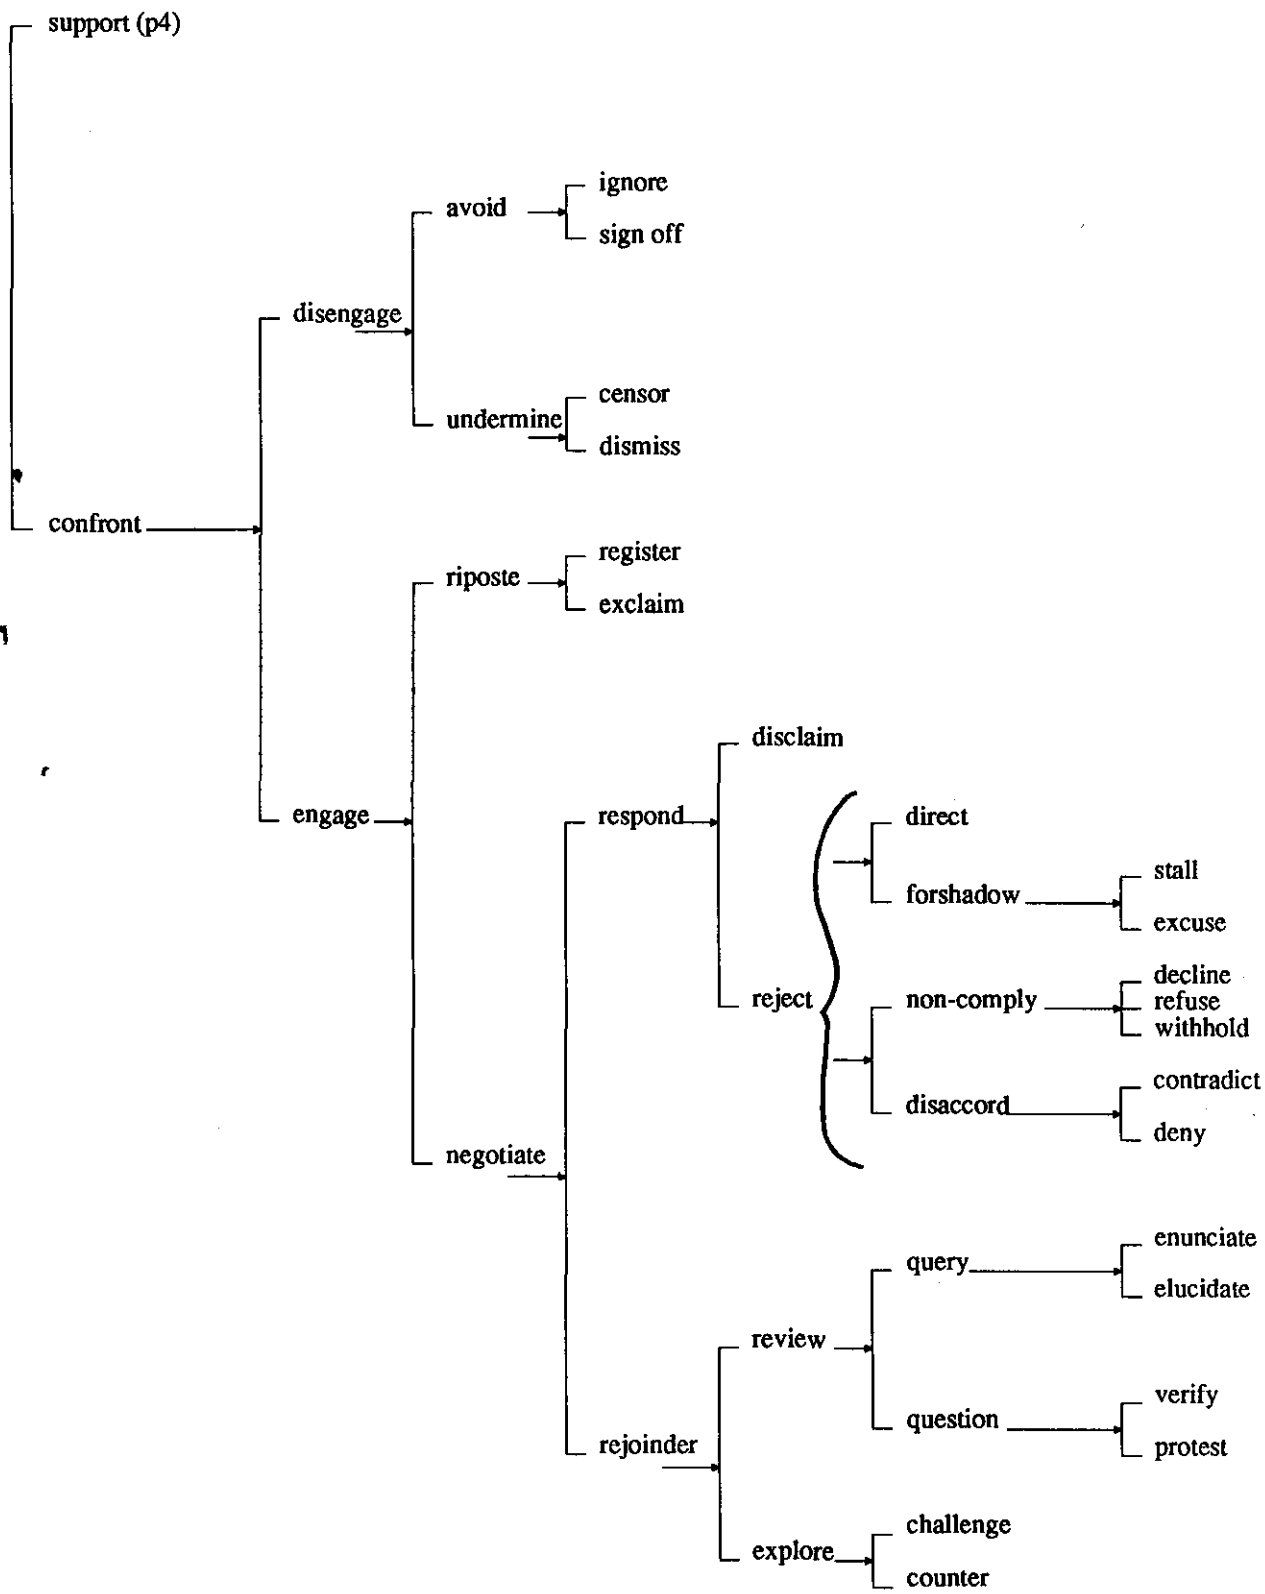 support (p4)
ignore
avoid
sign off
disengage
censor
undermine
dismiss
confront
register
riposte
exclaim
disclaim
engage
respond
direct
stall
forshadow
excuse
decline
reject
non-comply
refuse
withhold
contradict
disaccord
deny
negotiate
enunciate
query
elucidate
review
verify
question
protest
rejoinder
challenge
explore
counter